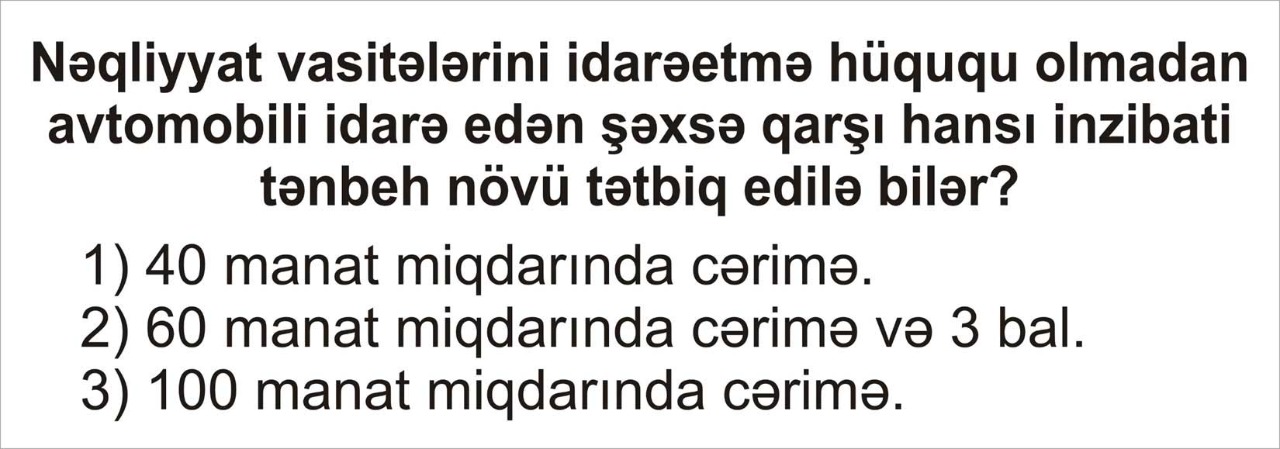 Nəqliyyat vasitələrini idarəetmə hüququ olmadan
avtomobili idarə edən şəxsə qarşı hansı inzibati
tənbeh növü tətbiq edilə bilər?
1) 40 manat miqdarında cərimə.
2) 60 manat miqdarında cərimə və 3 bal.
3) 100 manat miqdarında cərimə.